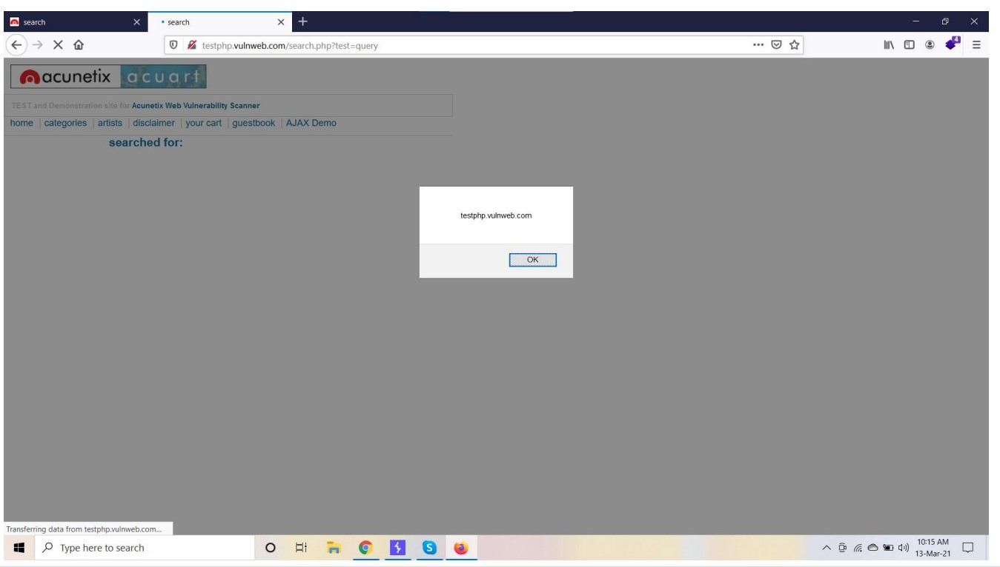 search
search
testphp.vulnweb.com/search.php?test=query
4
acunetix acuart
TEST and Demonstration site for Acunetix Web Vulnerability Scanner
home | categories | artists | disclaimer | your cart | guestbook | AJAX Demo
searched for:
testphp.vulnweb.com
OK
Transferring data from testphp.vulnweb.com...
Type here to search
S
10:15 AM
13-Mar-21